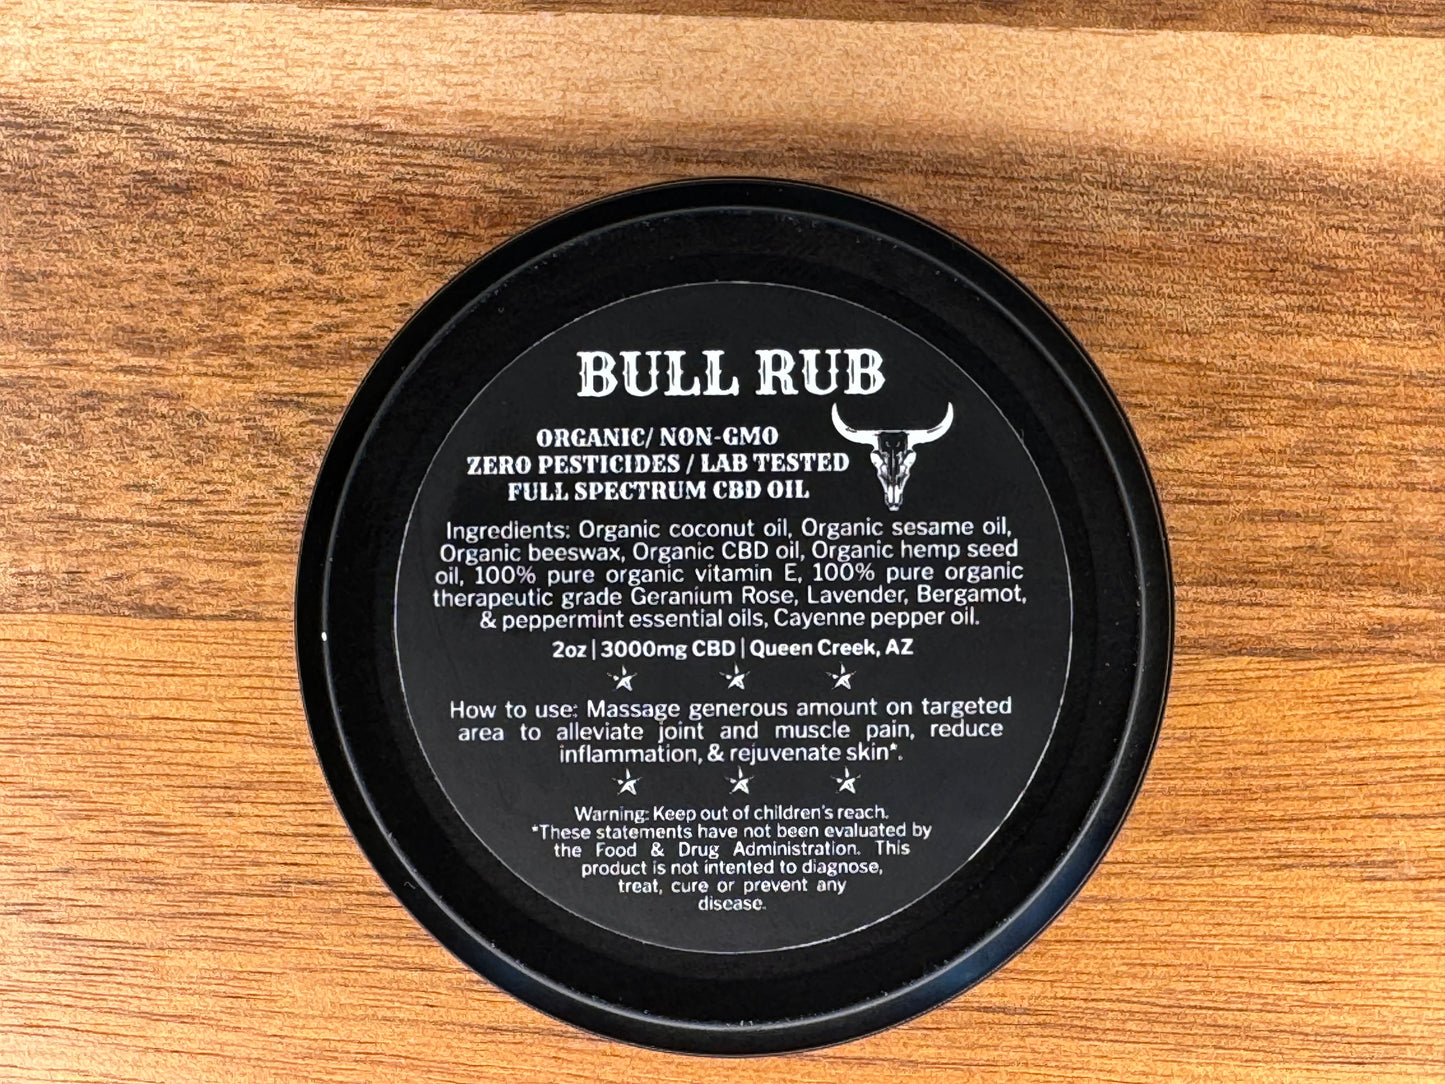 BULL RUB
ORGANIC/ NON-GMO
ZERO PESTICIDES / LAB TESTED
FULL SPECTRUM CBD OIL
Ingredients: Organic coconut oil, Organic sesame oil,
Organic beeswax, Organic CBD oil, Organic hemp seed
oil, 100% pure organic vitamin E, 100% pure organic
therapeutic grade Geranium Rose, Lavender, Bergamot,
& peppermint essential oils, Cayenne pepper oil.
2oz | 3000mg CBD | Queen Creek, AZ
How to use: Massage generous amount on targeted
area to alleviate joint and muscle pain, reduce
inflammation, & rejuvenate skin*.
Warning: Keep out of children's reach.
*These statements have not been evaluated by
the Food & Drug Administration. This
product is not intented to diagnose,
treat, cure or prevent any
disease.